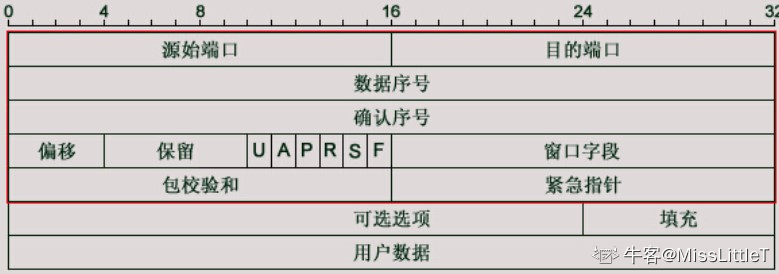 0 8 16 24 32
源始端口 目的端口
数据序号
确认序号
偏移 保留 U A P R S F 窗口字段
包校验和 紧急指针
可选选项 填充
用户数据
牛客@MissLittleT